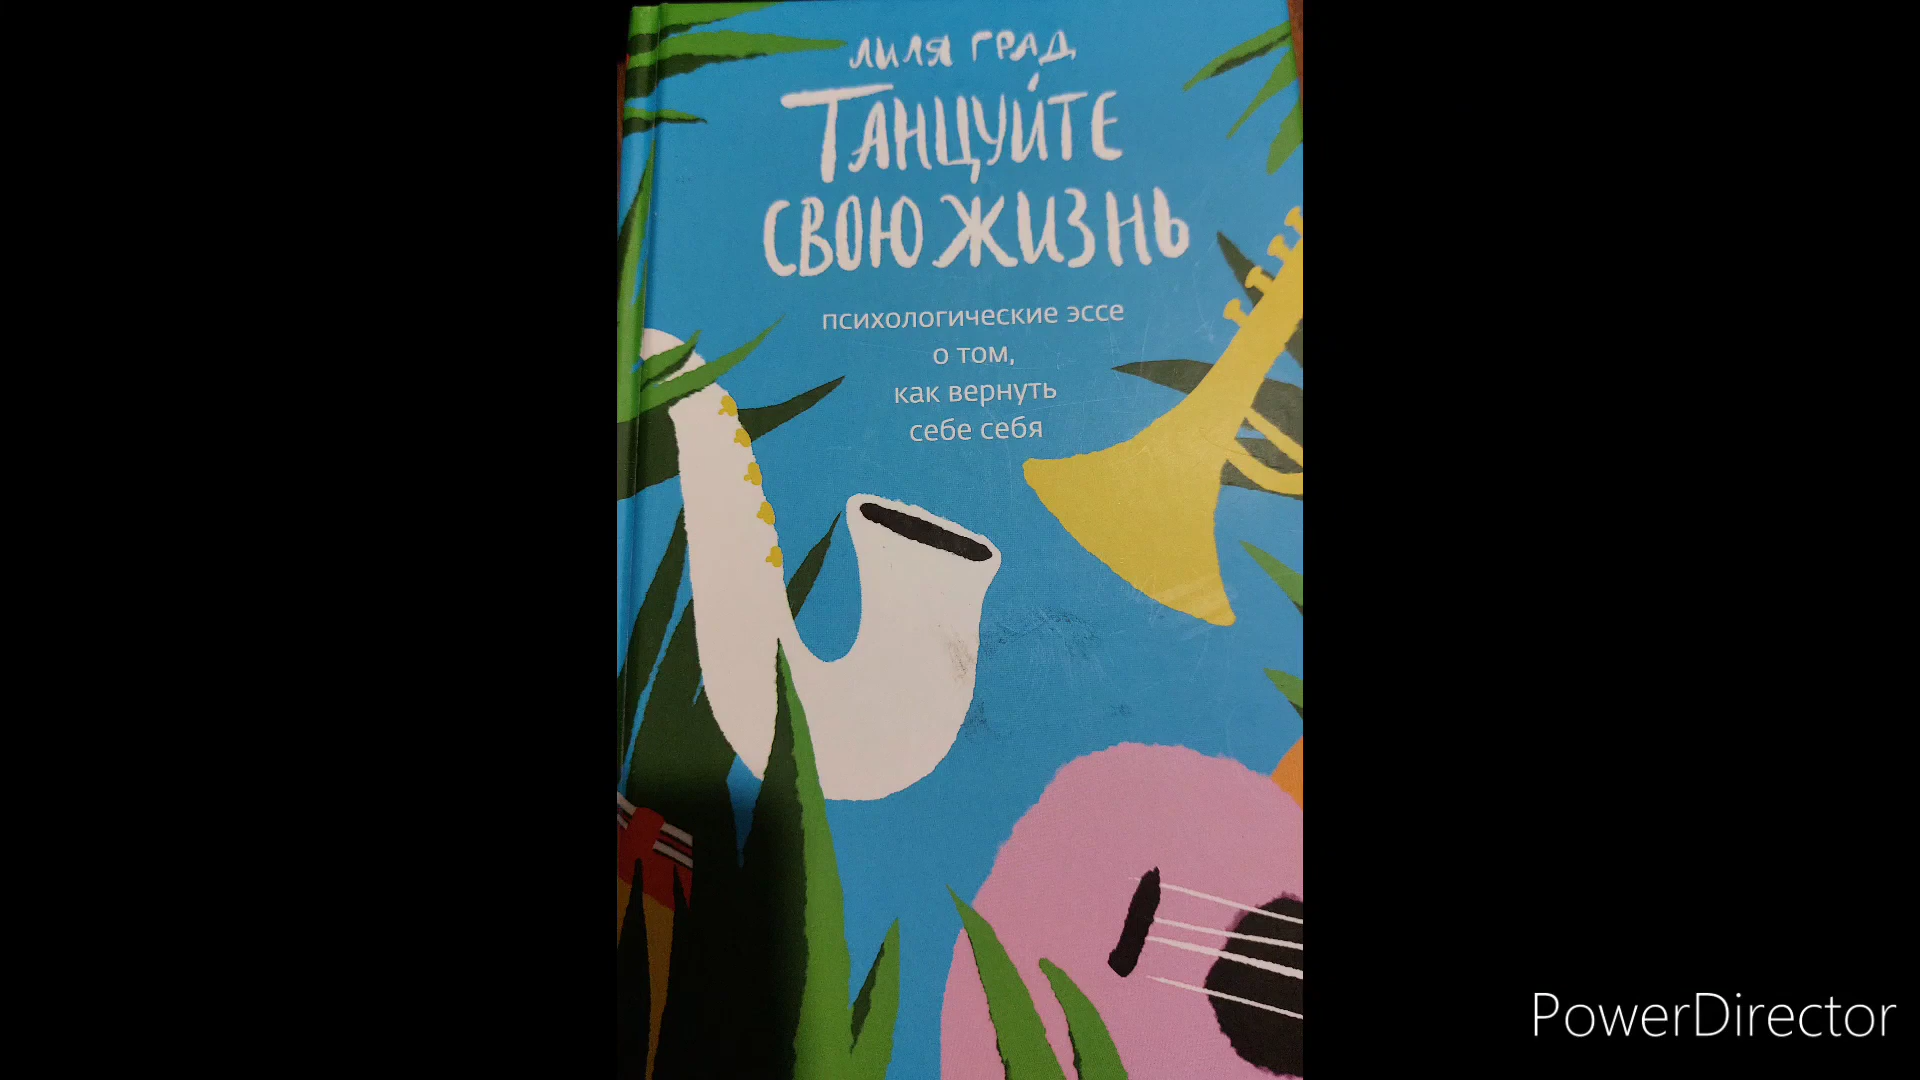 Лиля Град
Танцуйте
свою жизнь
психологические эссе
о том,
как вернуть
себе себя
PowerDirector